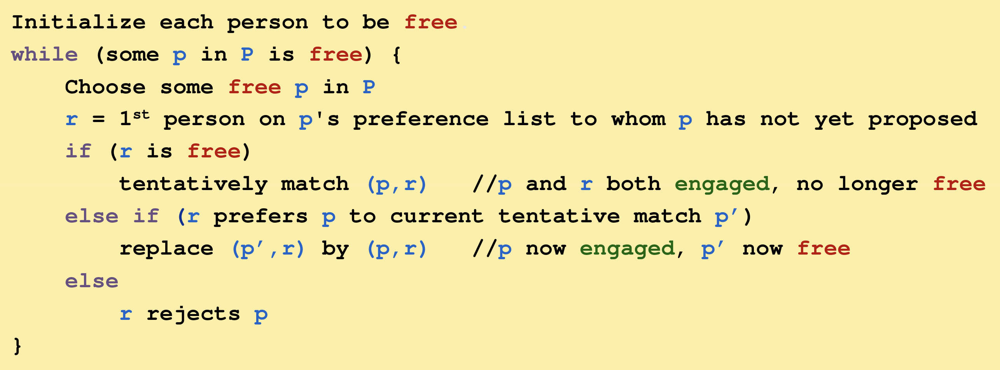 Initialize each person to be free.
while (some p in P is free) {
    Choose some free p in P
    r = 1st person on p's preference list to whom p has not yet proposed
    if (r is free)
        tentatively match (p,r)   //p and r both engaged, no longer free
    else if (r prefers p to current tentative match p′)
        replace (p′,r) by (p,r)   //p now engaged, p′ now free
    else
        r rejects p
}